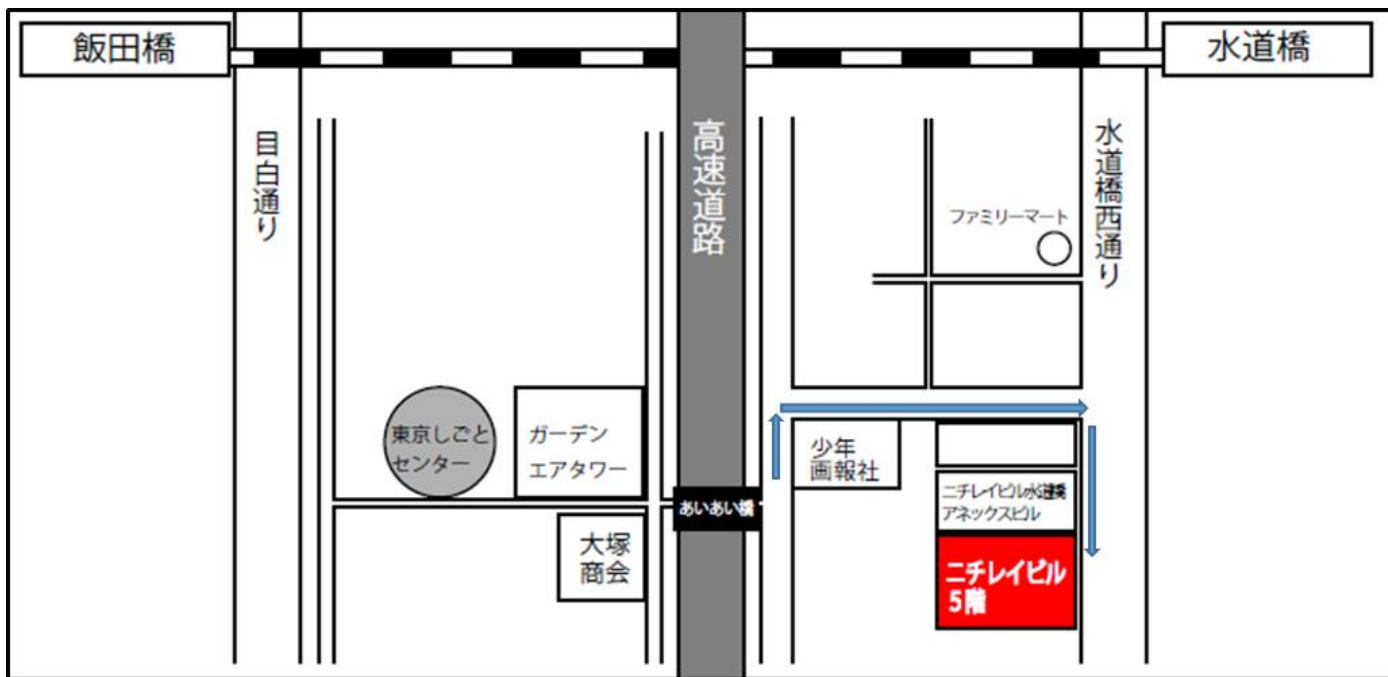 飯田橋
水道橋
目白通り
高速道路
水道橋西通り
ファミリーマート
東京しごと
センター
ガーデン
エアタワー
少年
画報社
ニチレイビル水道橋
アネックスビル
あいあい橋
大塚
商会
ニチレイビル
５階